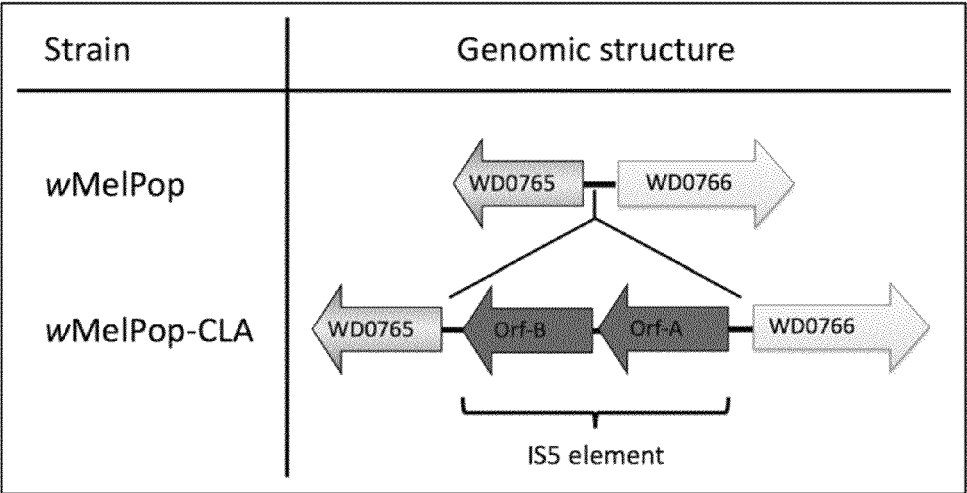 Strain Genomic structure
wMelPop WD0765 WD0766
wMelPop-CLA WD0765 Orf-B Orf-A WD0766
IS5 element